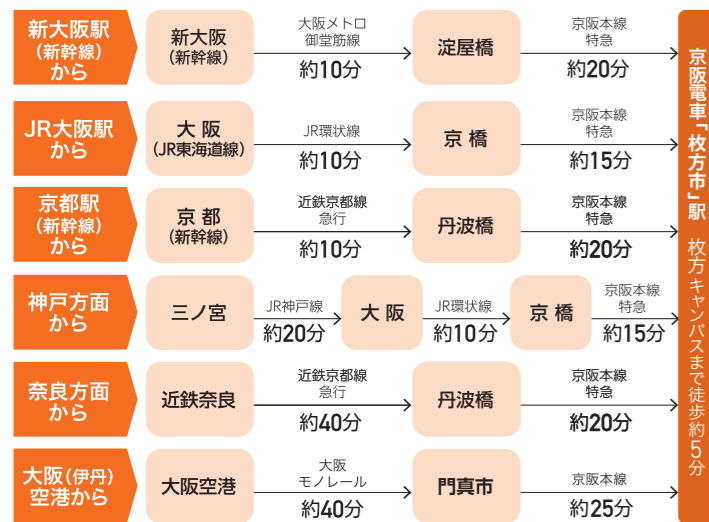 新大阪駅
(新幹線)
から
新大阪
(新幹線)
大阪メトロ
御堂筋線
約10分
淀屋橋
京阪本線
特急
約20分
JR大阪駅
から
大 阪
(JR東海道線)
JR環状線
約10分
京 橋
京阪本線
特急
約15分
京都駅
(新幹線)
から
京 都
(新幹線)
近鉄京都線
急行
約10分
丹波橋
京阪本線
特急
約20分
神戸方面
から
三ノ宮
JR神戸線
約20分
大 阪
JR環状線
約10分
京 橋
京阪本線
特急
約15分
奈良方面
から
近鉄奈良
近鉄京都線
急行
約40分
丹波橋
京阪本線
特急
約20分
大阪(伊丹)
空港から
大阪空港
大阪
モノレール
約40分
門真市
京阪本線
約25分
京阪電車「枚方市」駅 枚方キャンパスまで徒歩約5分